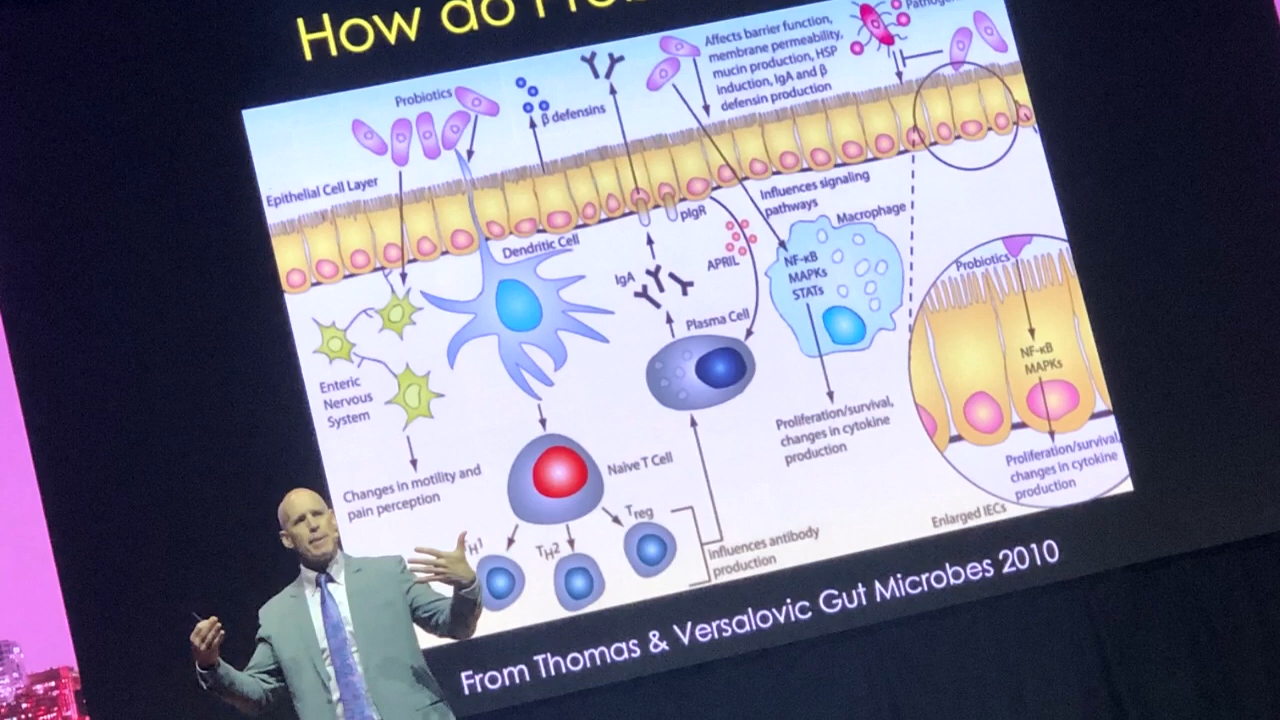 How do
Probiotics
β defensins
Affects barrier function,
membrane permeability,
mucin production, HSP
induction, IgA and β
defensin production
Epithelial Cell Layer
Dendritic Cell
pIgR
Influences signaling
pathways
Macrophage
IgA
APRIL
NF-κB
MAPKs
STATs
Plasma Cell
Probiotics
NF-κB
MAPKs
Enteric
Nervous
System
Proliferation/survival,
changes in cytokine
production
Proliferation/survival,
changes in cytokine
production
Changes in motility and
pain perception
Naive T Cell
Treg
TH2
Influences antibody
production
Enlarged IECs
From Thomas & Versalovic Gut Microbes 2010